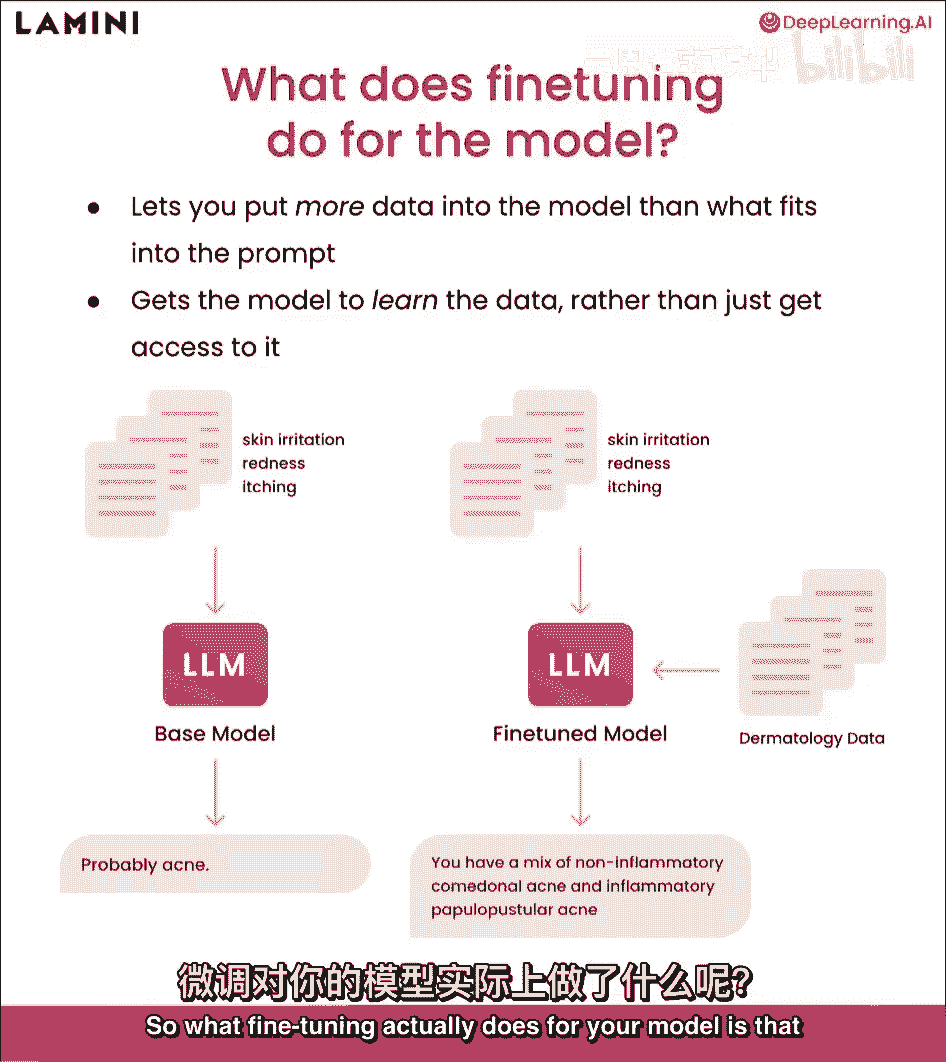 LAMINI
DeepLearning.AI
bilibili
What does finetuning
do for the model?
● Lets you put more data into the model than what fits
into the prompt
● Gets the model to learn the data, rather than just get
access to it
skin irritation
redness
itching
skin irritation
redness
itching
LLM
LLM
Base Model
Finetuned Model
Dermatology Data
Probably acne.
You have a mix of non-inflammatory
comedonal acne and inflammatory
papulopustular acne
微调对你的模型实际上做了什么呢?
So what fine-tuning actually does for your model is that